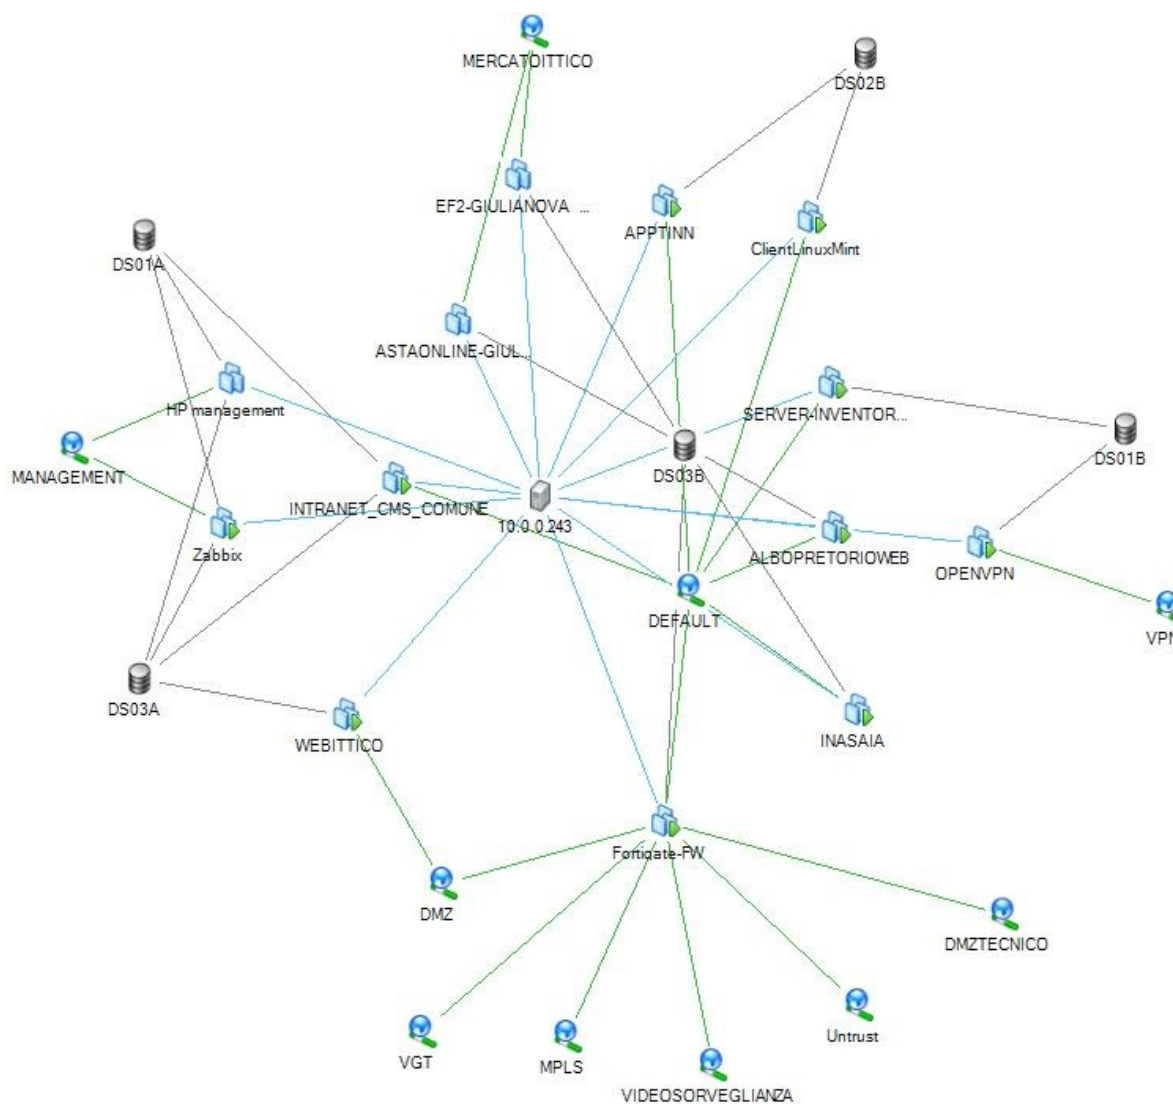 MERCATOITTICO
DS02B
EF2-GIULIANOVA ...
APPTINN
ClientLinuxMint
DS01A
ASTAONLINE-GIUL...
HP management
SERVER-INVENTOR...
DS01B
MANAGEMENT
DS03B
INTRANET_CMS_COMUNE
10.0.0.243
Zabbix
ALBOPRETORIOWEB
OPENVPN
DEFAULT
VPN
DS03A
WEBITTICO
INASAIA
Fortigate-FW
DMZ
DMZTECNICO
Untrust
VGT
MPLS
VIDEOSORVEGLIANZA